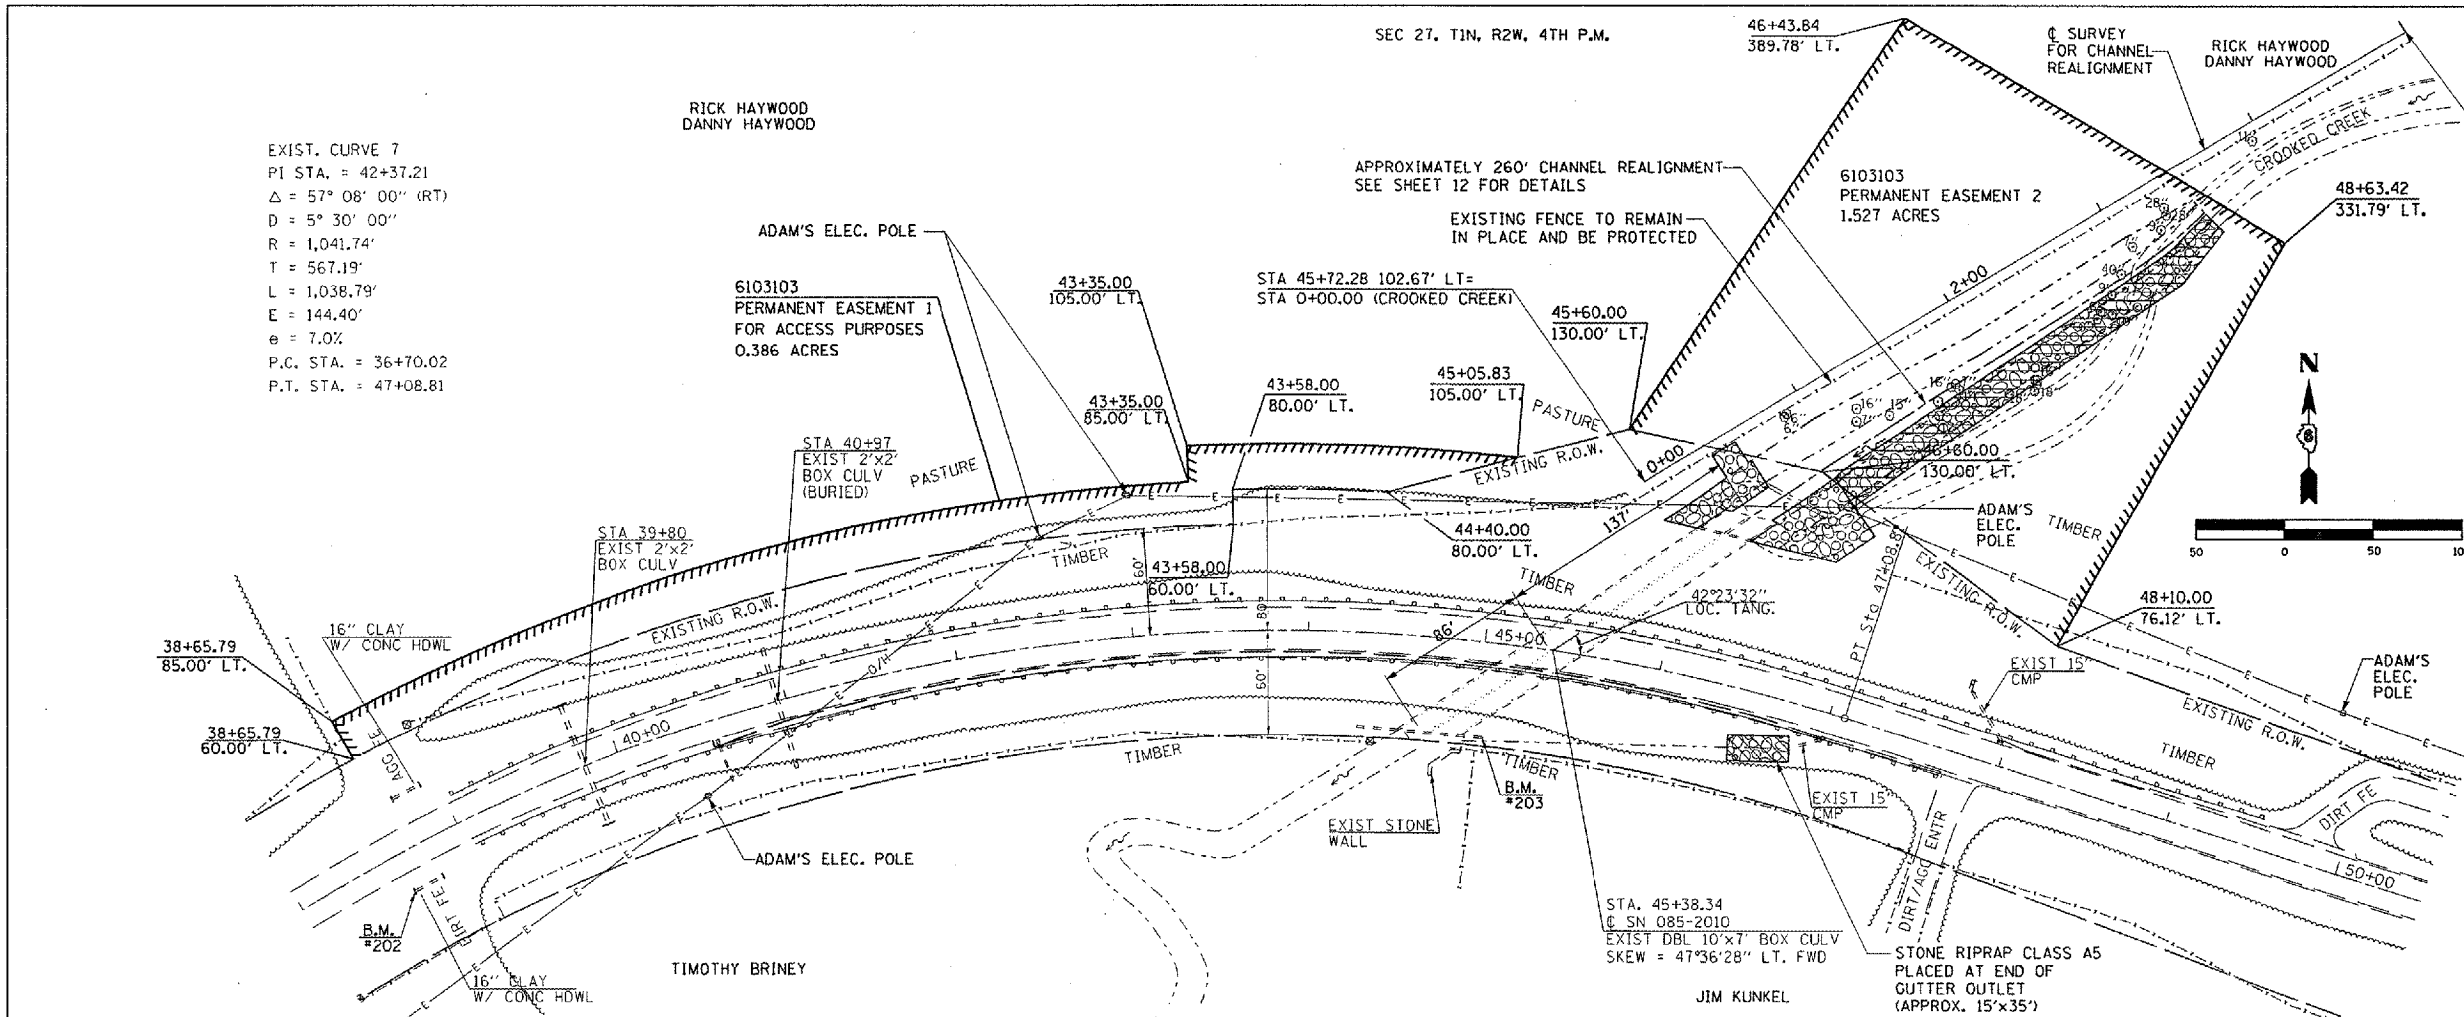 SEC 27, T1N, R2W, 4TH P.M.
46+43.84
389.78' LT.
℄ SURVEY
FOR CHANNEL
REALIGNMENT
RICK HAYWOOD
DANNY HAYWOOD
RICK HAYWOOD
DANNY HAYWOOD
CROOKED CREEK
EXIST. CURVE 7
PI STA. = 42+37.21
Δ = 57° 08' 00'' (RT)
D = 5° 30' 00''
R = 1,041.74'
T = 567.19'
L = 1,038.79'
E = 144.40'
e = 7.0%
P.C. STA. = 36+70.02
P.T. STA. = 47+08.81
APPROXIMATELY 260' CHANNEL REALIGNMENT
SEE SHEET 12 FOR DETAILS
6103103
PERMANENT EASEMENT 2
1.527 ACRES
48+63.42
331.79' LT.
EXISTING FENCE TO REMAIN
IN PLACE AND BE PROTECTED
ADAM'S ELEC. POLE
6103103
PERMANENT EASEMENT 1
FOR ACCESS PURPOSES
0.386 ACRES
43+35.00
105.00' LT.
STA 45+72.28 102.67' LT=
STA 0+00.00 (CROOKED CREEK)
45+60.00
130.00' LT.
2+00
28''
40''
43+35.00
85.00' LT.
43+58.00
80.00' LT.
45+05.83
105.00' LT.
PASTURE
16''
16''
15''
18''
N
STA 40+97
EXIST 2'x2'
BOX CULV
(BURIED)
PASTURE
EXISTING R.O.W.
0+00
46+60.00
130.00' LT.
STA 39+80
EXIST 2'x2'
BOX CULV
TIMBER
60'
43+58.00
60.00' LT.
44+40.00
80.00' LT.
137'
ADAM'S
ELEC.
POLE
TIMBER
50 0 50
EXISTING R.O.W.
TIMBER
42°23'32''
LOC. TANG.
PT Sta 47+08.81
EXISTING R.O.W.
48+10.00
76.12' LT.
16'' CLAY
W/ CONC HDWL
38+65.79
85.00' LT.
80'
86'
45+00
O/H
60'
EXIST 15''
CMP
ADAM'S
ELEC.
POLE
38+65.79
60.00' LT.
AGG FE
40+00
TIMBER
TIMBER
EXISTING R.O.W.
TIMBER
B.M.
#203
EXIST STONE
WALL
EXIST 15''
CMP
DIRT FE
ADAM'S ELEC. POLE
DIRT/AGG ENTR
50+00
B.M.
#202
DIRT FE
16'' CLAY
W/ CONC HDWL
TIMOTHY BRINEY
STA. 45+38.34
℄ SN 085-2010
EXIST DBL 10'x7' BOX CULV
SKEW = 47°36'28'' LT. FWD
JIM KUNKEL
STONE RIPRAP CLASS A5
PLACED AT END OF
GUTTER OUTLET
(APPROX. 15'x35')